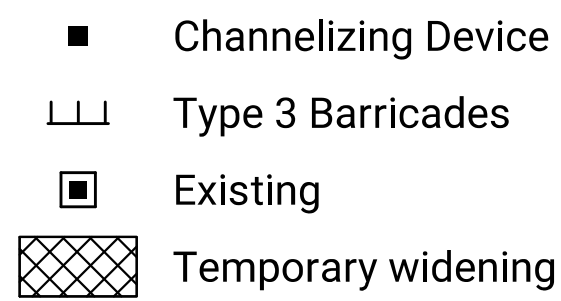 Channelizing Device
Type 3 Barricades
Existing
Temporary widening